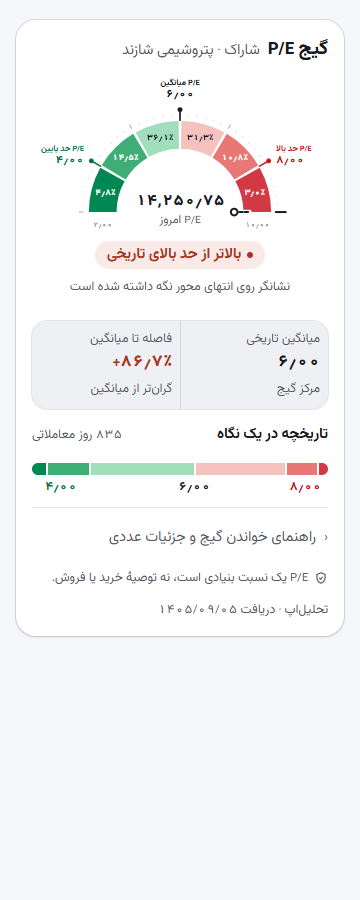 گیج P/E شاراک · پتروشیمی شازند
P/E میانگین
۶٫۰۰
P/E حد پایین
۴٫۰۰
P/E حد بالا
۸٫۰۰
۴٫۸٪
۱۴٫۵٪
۳۶٫۱٪
۳۱٫۳٪
۱۰٫۸٪
۳٫۰٪
۱۴٬۲۵۰٫۷۵
P/E امروز
۲٫۰۰
۱۰٫۰۰
بالاتر از حد بالای تاریخی
نشانگر روی انتهای محور نگه داشته شده است
میانگین تاریخی
۶٫۰۰
مرکز گیج
فاصله تا میانگین
+۸۶٫۷٪
گران‌تر از میانگین
تاریخچه در یک نگاه
۸۳۵ روز معاملاتی
۸٫۰۰
۶٫۰۰
۴٫۰۰
راهنمای خواندن گیج و جزئیات عددی
P/E یک نسبت بنیادی است، نه توصیهٔ خرید یا فروش.
تحلیل‌اپ · دریافت ۱۴۰۵/۰۹/۰۵